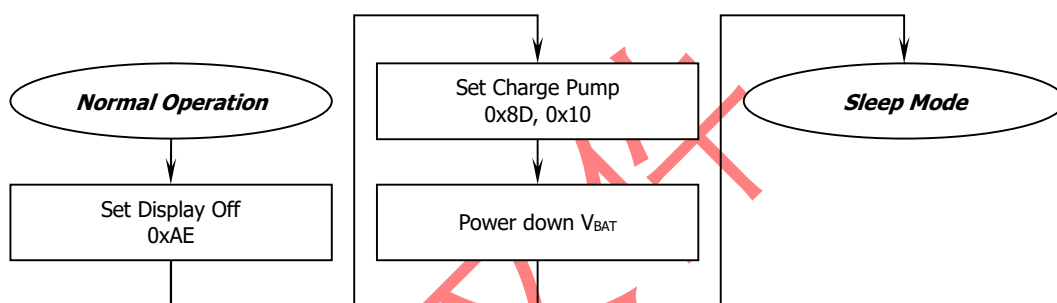 Normal Operation
Set Display Off
0xAE
Set Charge Pump
0x8D, 0x10
Power down VBAT
Sleep Mode